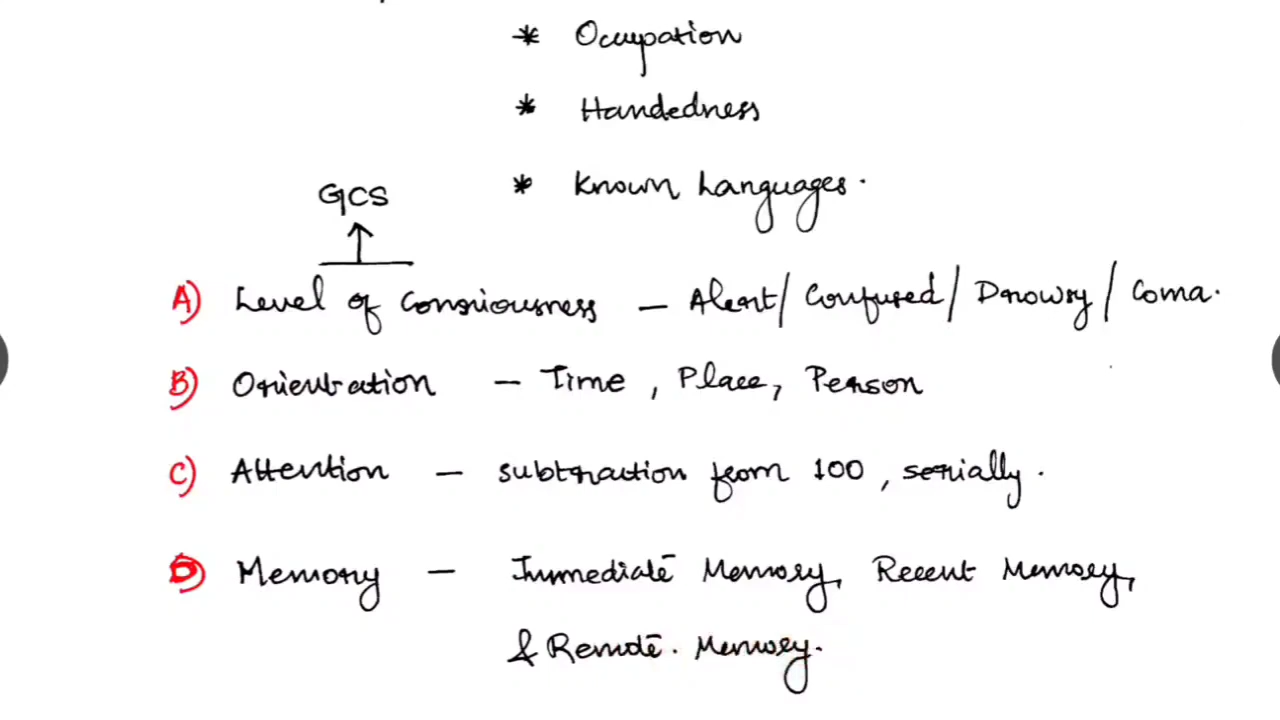 * Occupation
* Handedness
* Known Languages.
GCS
A) Level of Consciousness - Alert/ Confused/ Drowsy/ Coma.
B) Orientation - Time, Place, Person
C) Attention - subtraction from 100, serially.
D) Memory - Immediate Memory, Recent Memory,
& Remote. Memory.